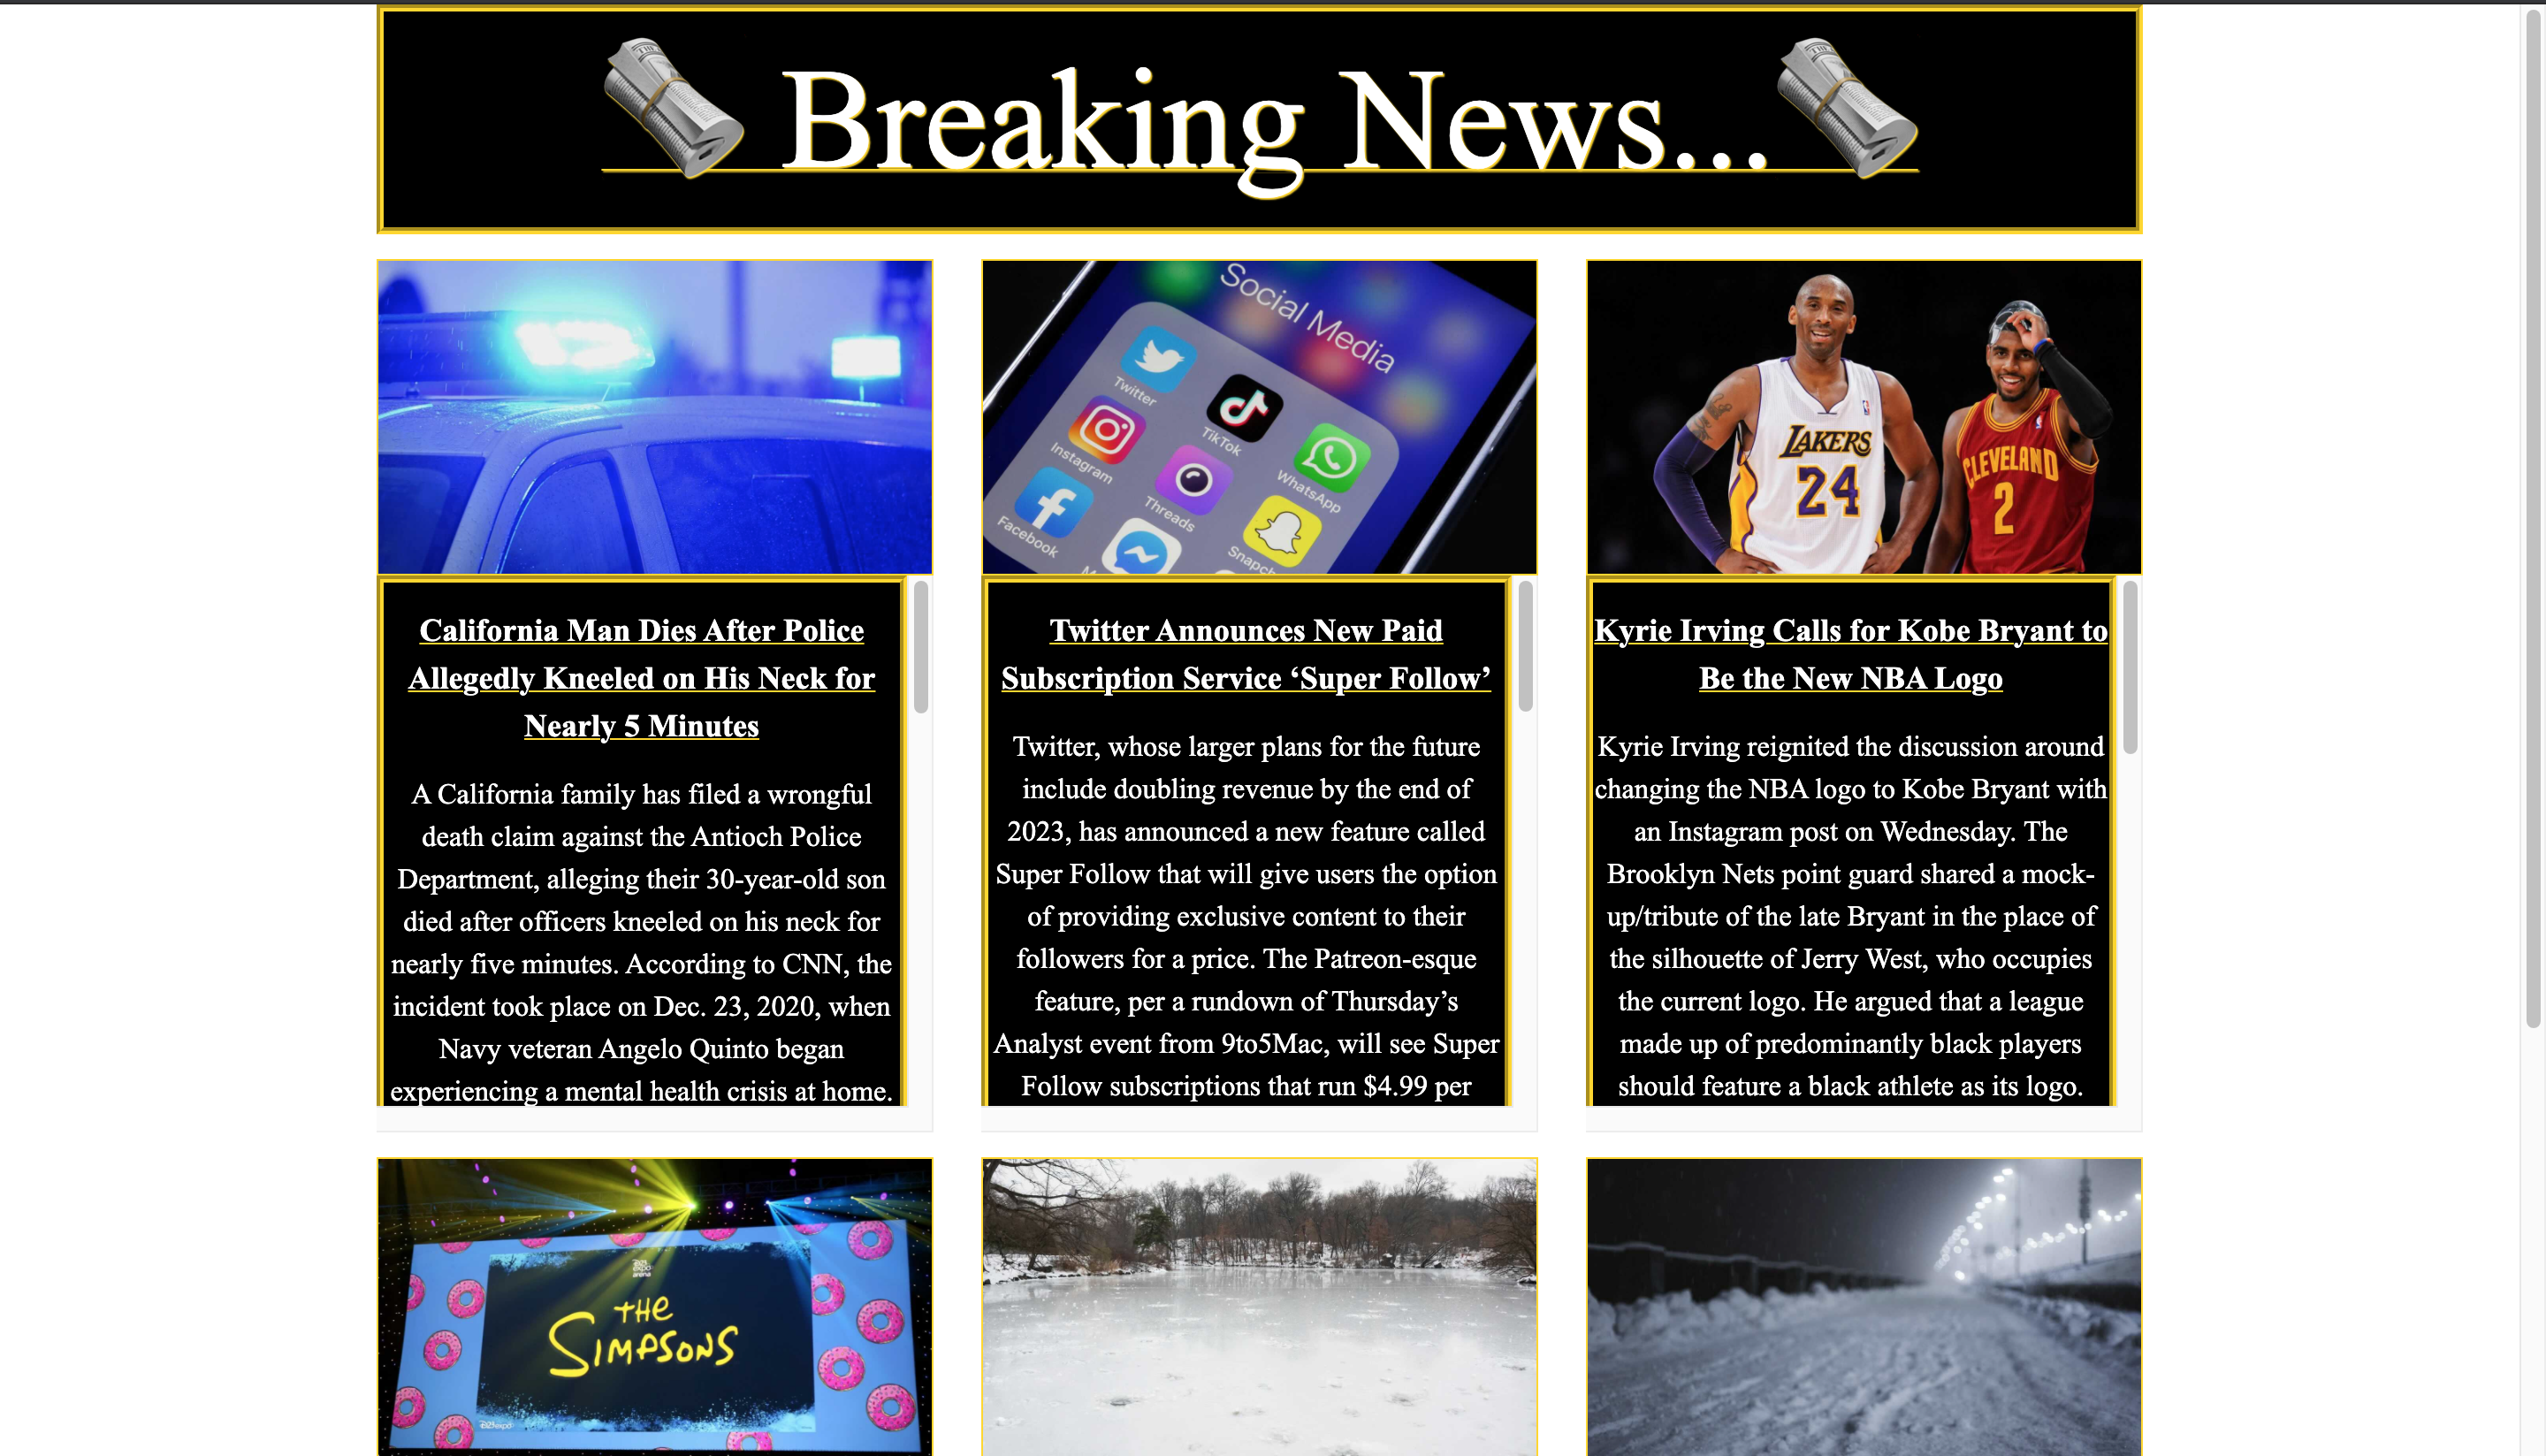 Breaking News...
Social Media
Twitter
TikTok
WhatsApp
Instagram
Threads
Snapch
Facebook
M
LAKERS
24
CLEVELAND
2
California Man Dies After Police
Allegedly Kneeled on His Neck for
Nearly 5 Minutes
A California family has filed a wrongful
death claim against the Antioch Police
Department, alleging their 30-year-old son
died after officers kneeled on his neck for
nearly five minutes. According to CNN, the
incident took place on Dec. 23, 2020, when
Navy veteran Angelo Quinto began
experiencing a mental health crisis at home.
Twitter Announces New Paid
Subscription Service ‘Super Follow’
Twitter, whose larger plans for the future
include doubling revenue by the end of
2023, has announced a new feature called
Super Follow that will give users the option
of providing exclusive content to their
followers for a price. The Patreon-esque
feature, per a rundown of Thursday’s
Analyst event from 9to5Mac, will see Super
Follow subscriptions that run $4.99 per
Kyrie Irving Calls for Kobe Bryant to
Be the New NBA Logo
Kyrie Irving reignited the discussion around
changing the NBA logo to Kobe Bryant with
an Instagram post on Wednesday. The
Brooklyn Nets point guard shared a mock-
up/tribute of the late Bryant in the place of
the silhouette of Jerry West, who occupies
the current logo. He argued that a league
made up of predominantly black players
should feature a black athlete as its logo.
D23 expo arena
THE
SIMPSONS
D23 expo